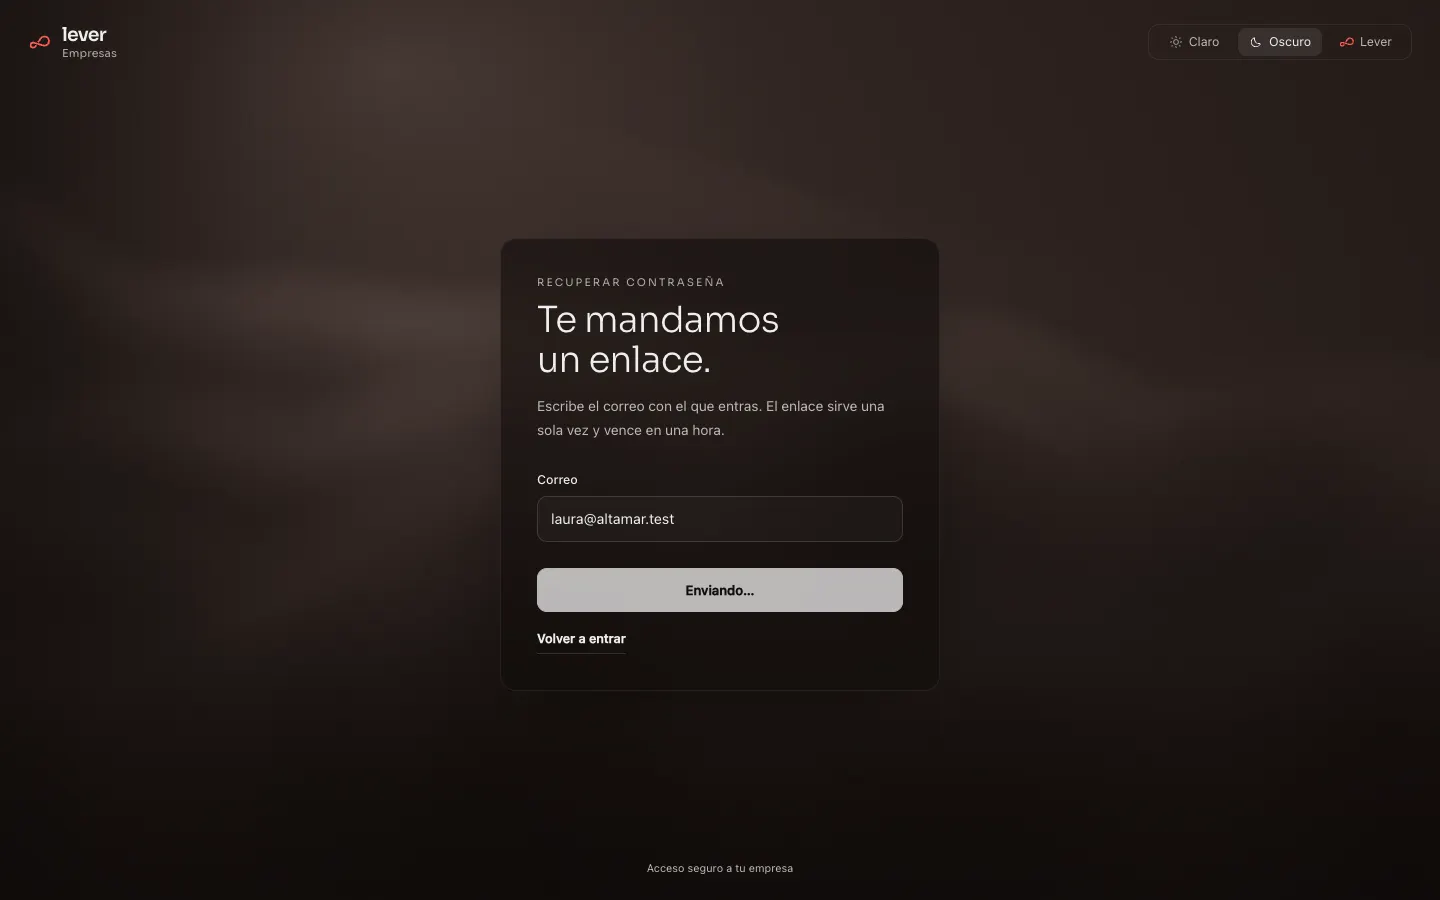 lever
Empresas
Claro
Oscuro
Lever
RECUPERAR CONTRASEÑA
Te mandamos
un enlace.
Escribe el correo con el que entras. El enlace sirve una
sola vez y vence en una hora.
Correo
laura@altamar.test
Enviando...
Volver a entrar
Acceso seguro a tu empresa